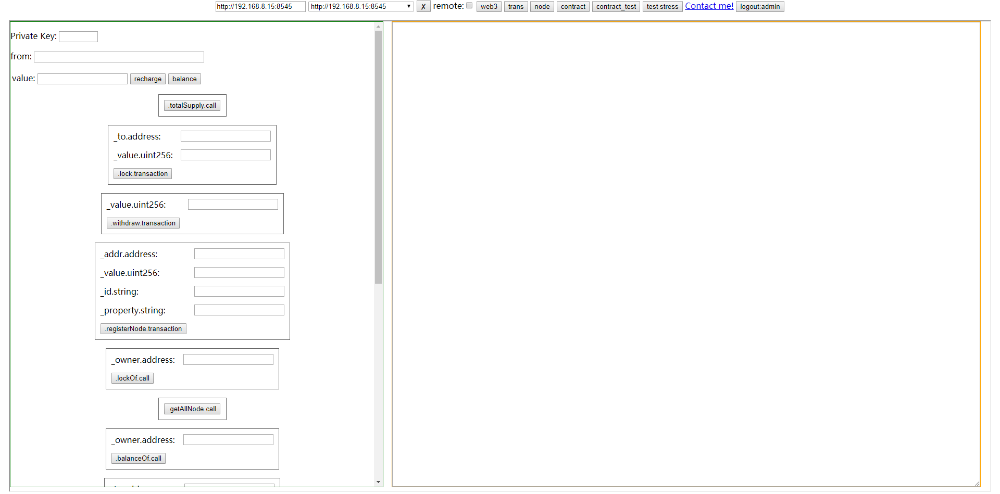 http://192.168.8.15:8545 http://192.168.8.15:8545 ▼ ✗ remote: web3 trans node contract contract_test test stress Contact me! logout:admin
Private Key:
from:
value: recharge balance
.totalSupply.call
_to.address:
_value.uint256:
.lock.transaction
_value.uint256:
.withdraw.transaction
_addr.address:
_value.uint256:
_id.string:
_property.string:
.registerNode.transaction
_owner.address:
.lockOf.call
.getAllNode.call
_owner.address:
.balanceOf.call